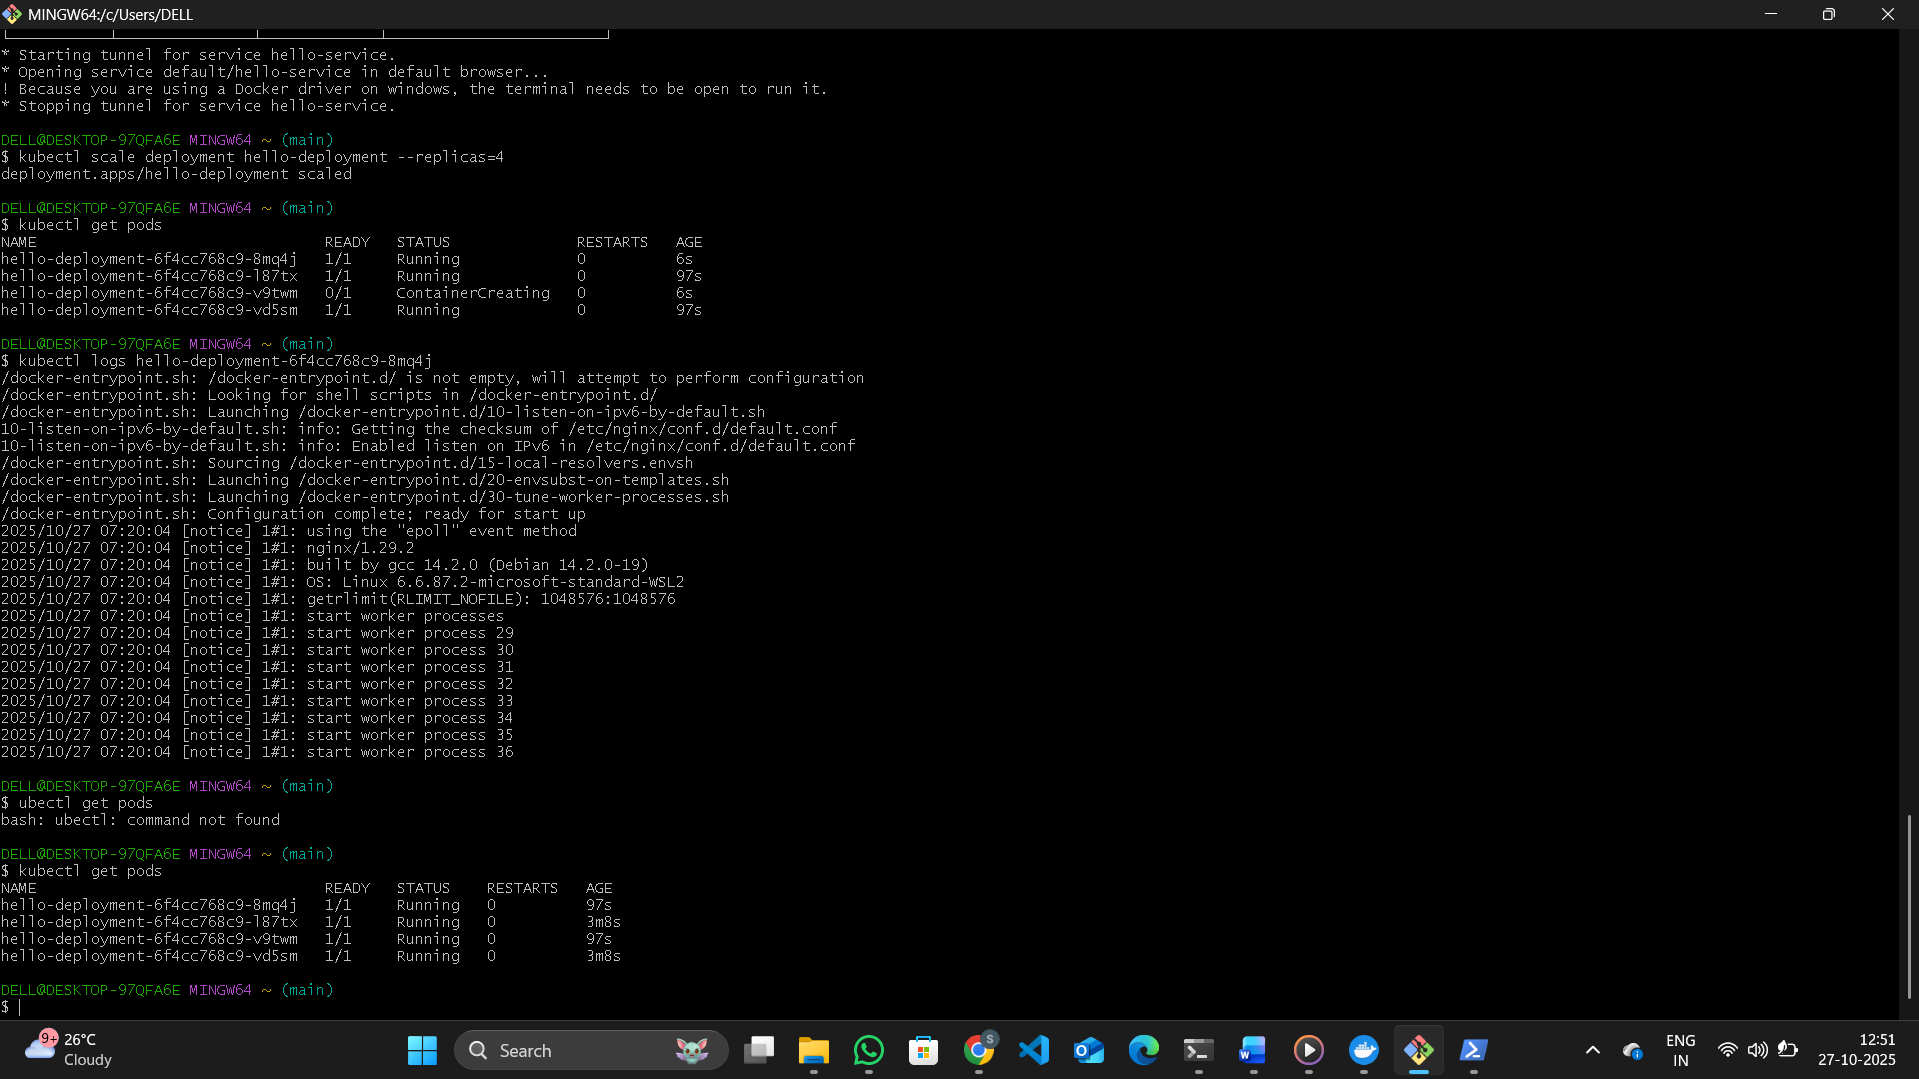 MINGW64:/c/Users/DELL
* Starting tunnel for service hello-service.
* Opening service default/hello-service in default browser...
! Because you are using a Docker driver on windows, the terminal needs to be open to run it.
* Stopping tunnel for service hello-service.
DELL@DESKTOP-97QFA6E MINGW64 ~ (main)
$ kubectl scale deployment hello-deployment --replicas=4
deployment.apps/hello-deployment scaled
DELL@DESKTOP-97QFA6E MINGW64 ~ (main)
$ kubectl get pods
NAME READY STATUS RESTARTS AGE
hello-deployment-6f4cc768c9-8mq4j 1/1 Running 0 6s
hello-deployment-6f4cc768c9-l87tx 1/1 Running 0 97s
hello-deployment-6f4cc768c9-v9twm 0/1 ContainerCreating 0 6s
hello-deployment-6f4cc768c9-vd5sm 1/1 Running 0 97s
DELL@DESKTOP-97QFA6E MINGW64 ~ (main)
$ kubectl logs hello-deployment-6f4cc768c9-8mq4j
/docker-entrypoint.sh: /docker-entrypoint.d/ is not empty, will attempt to perform configuration
/docker-entrypoint.sh: Looking for shell scripts in /docker-entrypoint.d/
/docker-entrypoint.sh: Launching /docker-entrypoint.d/10-listen-on-ipv6-by-default.sh
10-listen-on-ipv6-by-default.sh: info: Getting the checksum of /etc/nginx/conf.d/default.conf
10-listen-on-ipv6-by-default.sh: info: Enabled listen on IPv6 in /etc/nginx/conf.d/default.conf
/docker-entrypoint.sh: Sourcing /docker-entrypoint.d/15-local-resolvers.envsh
/docker-entrypoint.sh: Launching /docker-entrypoint.d/20-envsubst-on-templates.sh
/docker-entrypoint.sh: Launching /docker-entrypoint.d/30-tune-worker-processes.sh
/docker-entrypoint.sh: Configuration complete; ready for start up
2025/10/27 07:20:04 [notice] 1#1: using the "epoll" event method
2025/10/27 07:20:04 [notice] 1#1: nginx/1.29.2
2025/10/27 07:20:04 [notice] 1#1: built by gcc 14.2.0 (Debian 14.2.0-19)
2025/10/27 07:20:04 [notice] 1#1: OS: Linux 6.6.87.2-microsoft-standard-WSL2
2025/10/27 07:20:04 [notice] 1#1: getrlimit(RLIMIT_NOFILE): 1048576:1048576
2025/10/27 07:20:04 [notice] 1#1: start worker processes
2025/10/27 07:20:04 [notice] 1#1: start worker process 29
2025/10/27 07:20:04 [notice] 1#1: start worker process 30
2025/10/27 07:20:04 [notice] 1#1: start worker process 31
2025/10/27 07:20:04 [notice] 1#1: start worker process 32
2025/10/27 07:20:04 [notice] 1#1: start worker process 33
2025/10/27 07:20:04 [notice] 1#1: start worker process 34
2025/10/27 07:20:04 [notice] 1#1: start worker process 35
2025/10/27 07:20:04 [notice] 1#1: start worker process 36
DELL@DESKTOP-97QFA6E MINGW64 ~ (main)
$ ubectl get pods
bash: ubectl: command not found
DELL@DESKTOP-97QFA6E MINGW64 ~ (main)
$ kubectl get pods
NAME READY STATUS RESTARTS AGE
hello-deployment-6f4cc768c9-8mq4j 1/1 Running 0 97s
hello-deployment-6f4cc768c9-l87tx 1/1 Running 0 3m8s
hello-deployment-6f4cc768c9-v9twm 1/1 Running 0 97s
hello-deployment-6f4cc768c9-vd5sm 1/1 Running 0 3m8s
DELL@DESKTOP-97QFA6E MINGW64 ~ (main)
$
9+ 26°C
Cloudy
Search
S
ENG
IN
12:51
27-10-2025